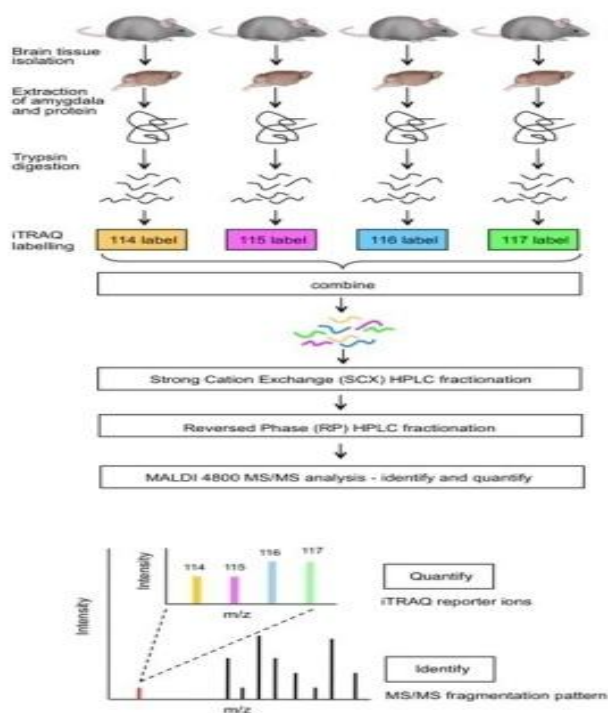 Brain tissue
isolation
Extraction
of amygdala
and protein
Trypsin
digestion
iTRAQ
labelling
114 label
115 label
116 label
117 label
combine
Strong Cation Exchange (SCX) HPLC fractionation
Reversed Phase (RP) HPLC fractionation
MALDI 4800 MS/MS analysis - identify and quantify
Intensity
Intensity
114
115
116
117
m/z
Quantify
iTRAQ reporter ions
Identify
MS/MS fragmentation pattern
m/z